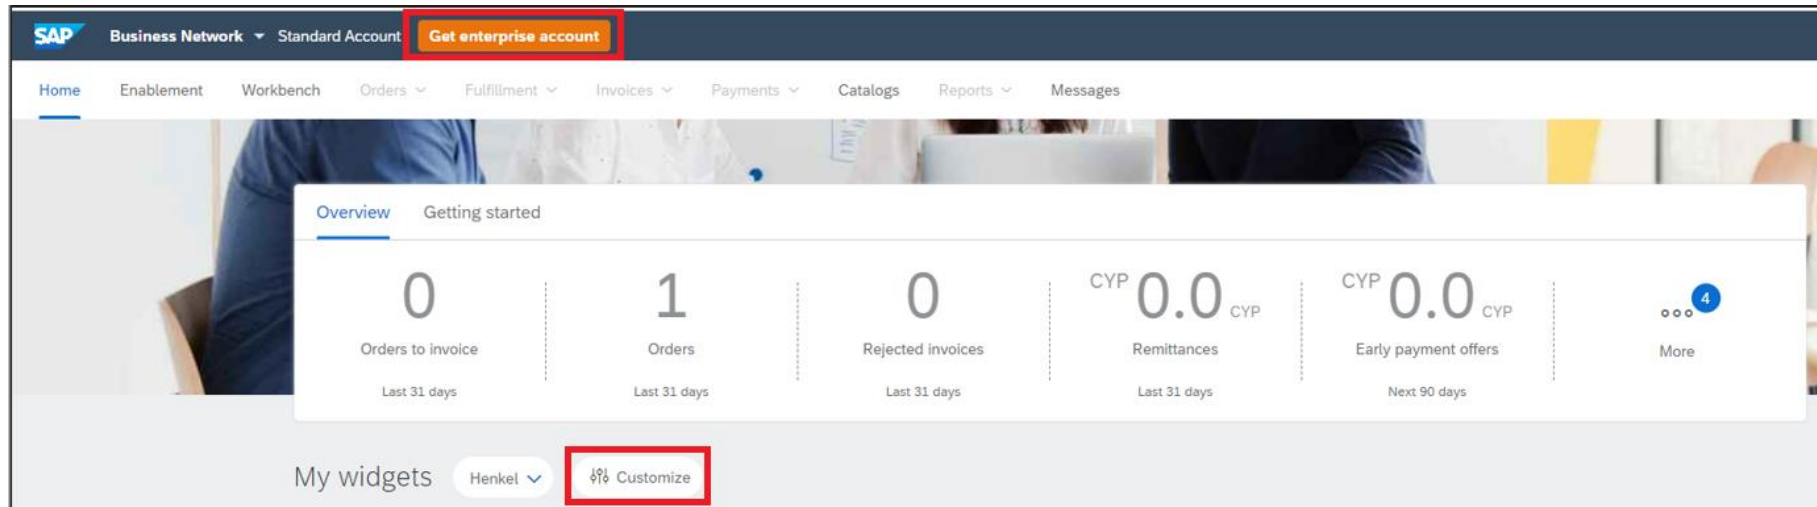 SAP Business Network Standard Account Get enterprise account
Home Enablement Workbench Orders Fulfillment Invoices Payments Catalogs Reports Messages
Overview Getting started
0 1 0 CYP 0.0 CYP CYP 0.0 CYP 4
Orders to invoice Orders Rejected invoices Remittances Early payment offers More
Last 31 days Last 31 days Last 31 days Last 31 days Next 90 days
My widgets Henkel Customize